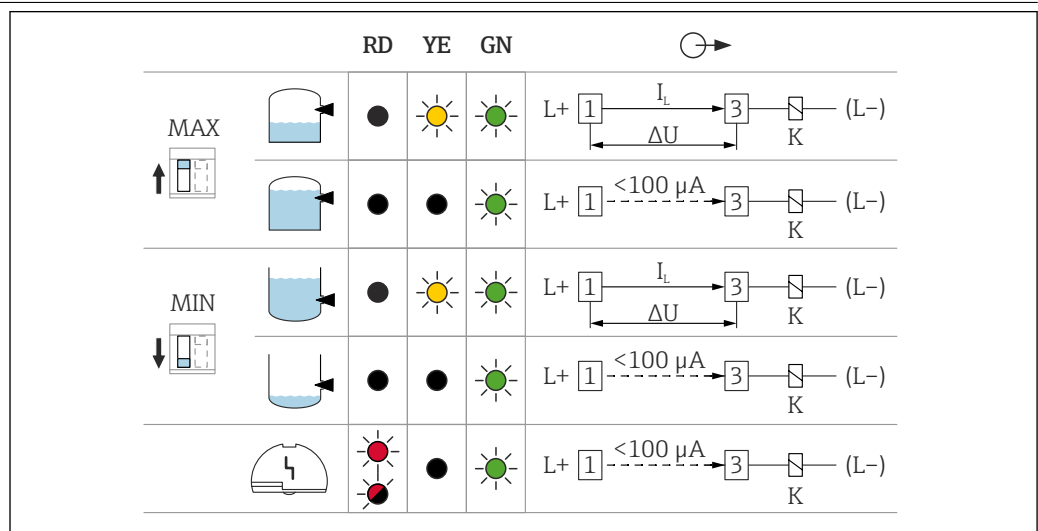 RD YE GN
MAX
L+ 1 I_L 3 (L−)
ΔU K
L+ 1 <100 μA 3 (L−)
K
MIN
L+ 1 I_L 3 (L−)
ΔU K
L+ 1 <100 μA 3 (L−)
K
L+ 1 <100 μA 3 (L−)
K